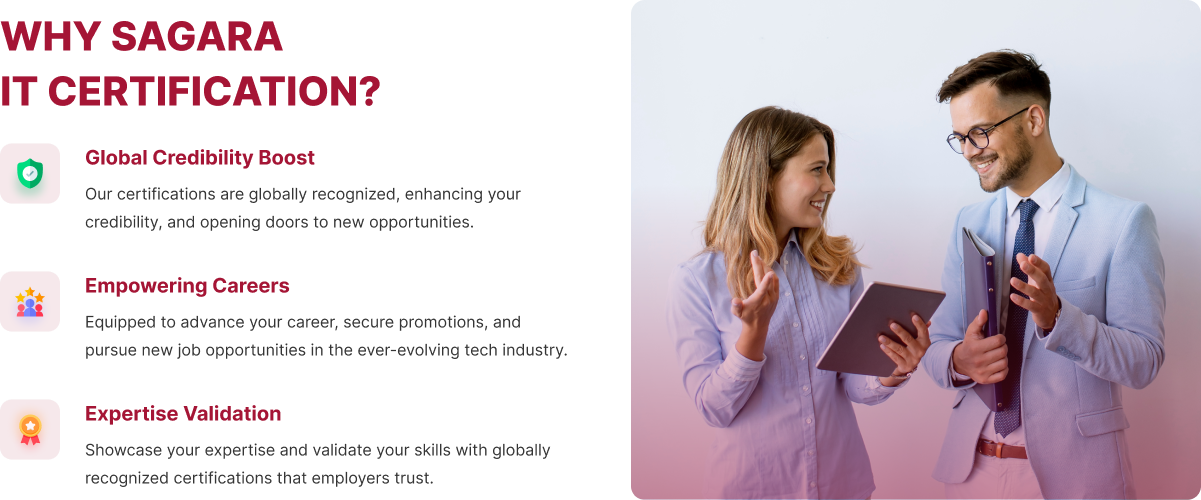 WHY SAGARA
IT CERTIFICATION?
Global Credibility Boost
Our certifications are globally recognized, enhancing your
credibility, and opening doors to new opportunities.
Empowering Careers
Equipped to advance your career, secure promotions, and
pursue new job opportunities in the ever-evolving tech industry.
Expertise Validation
Showcase your expertise and validate your skills with globally
recognized certifications that employers trust.